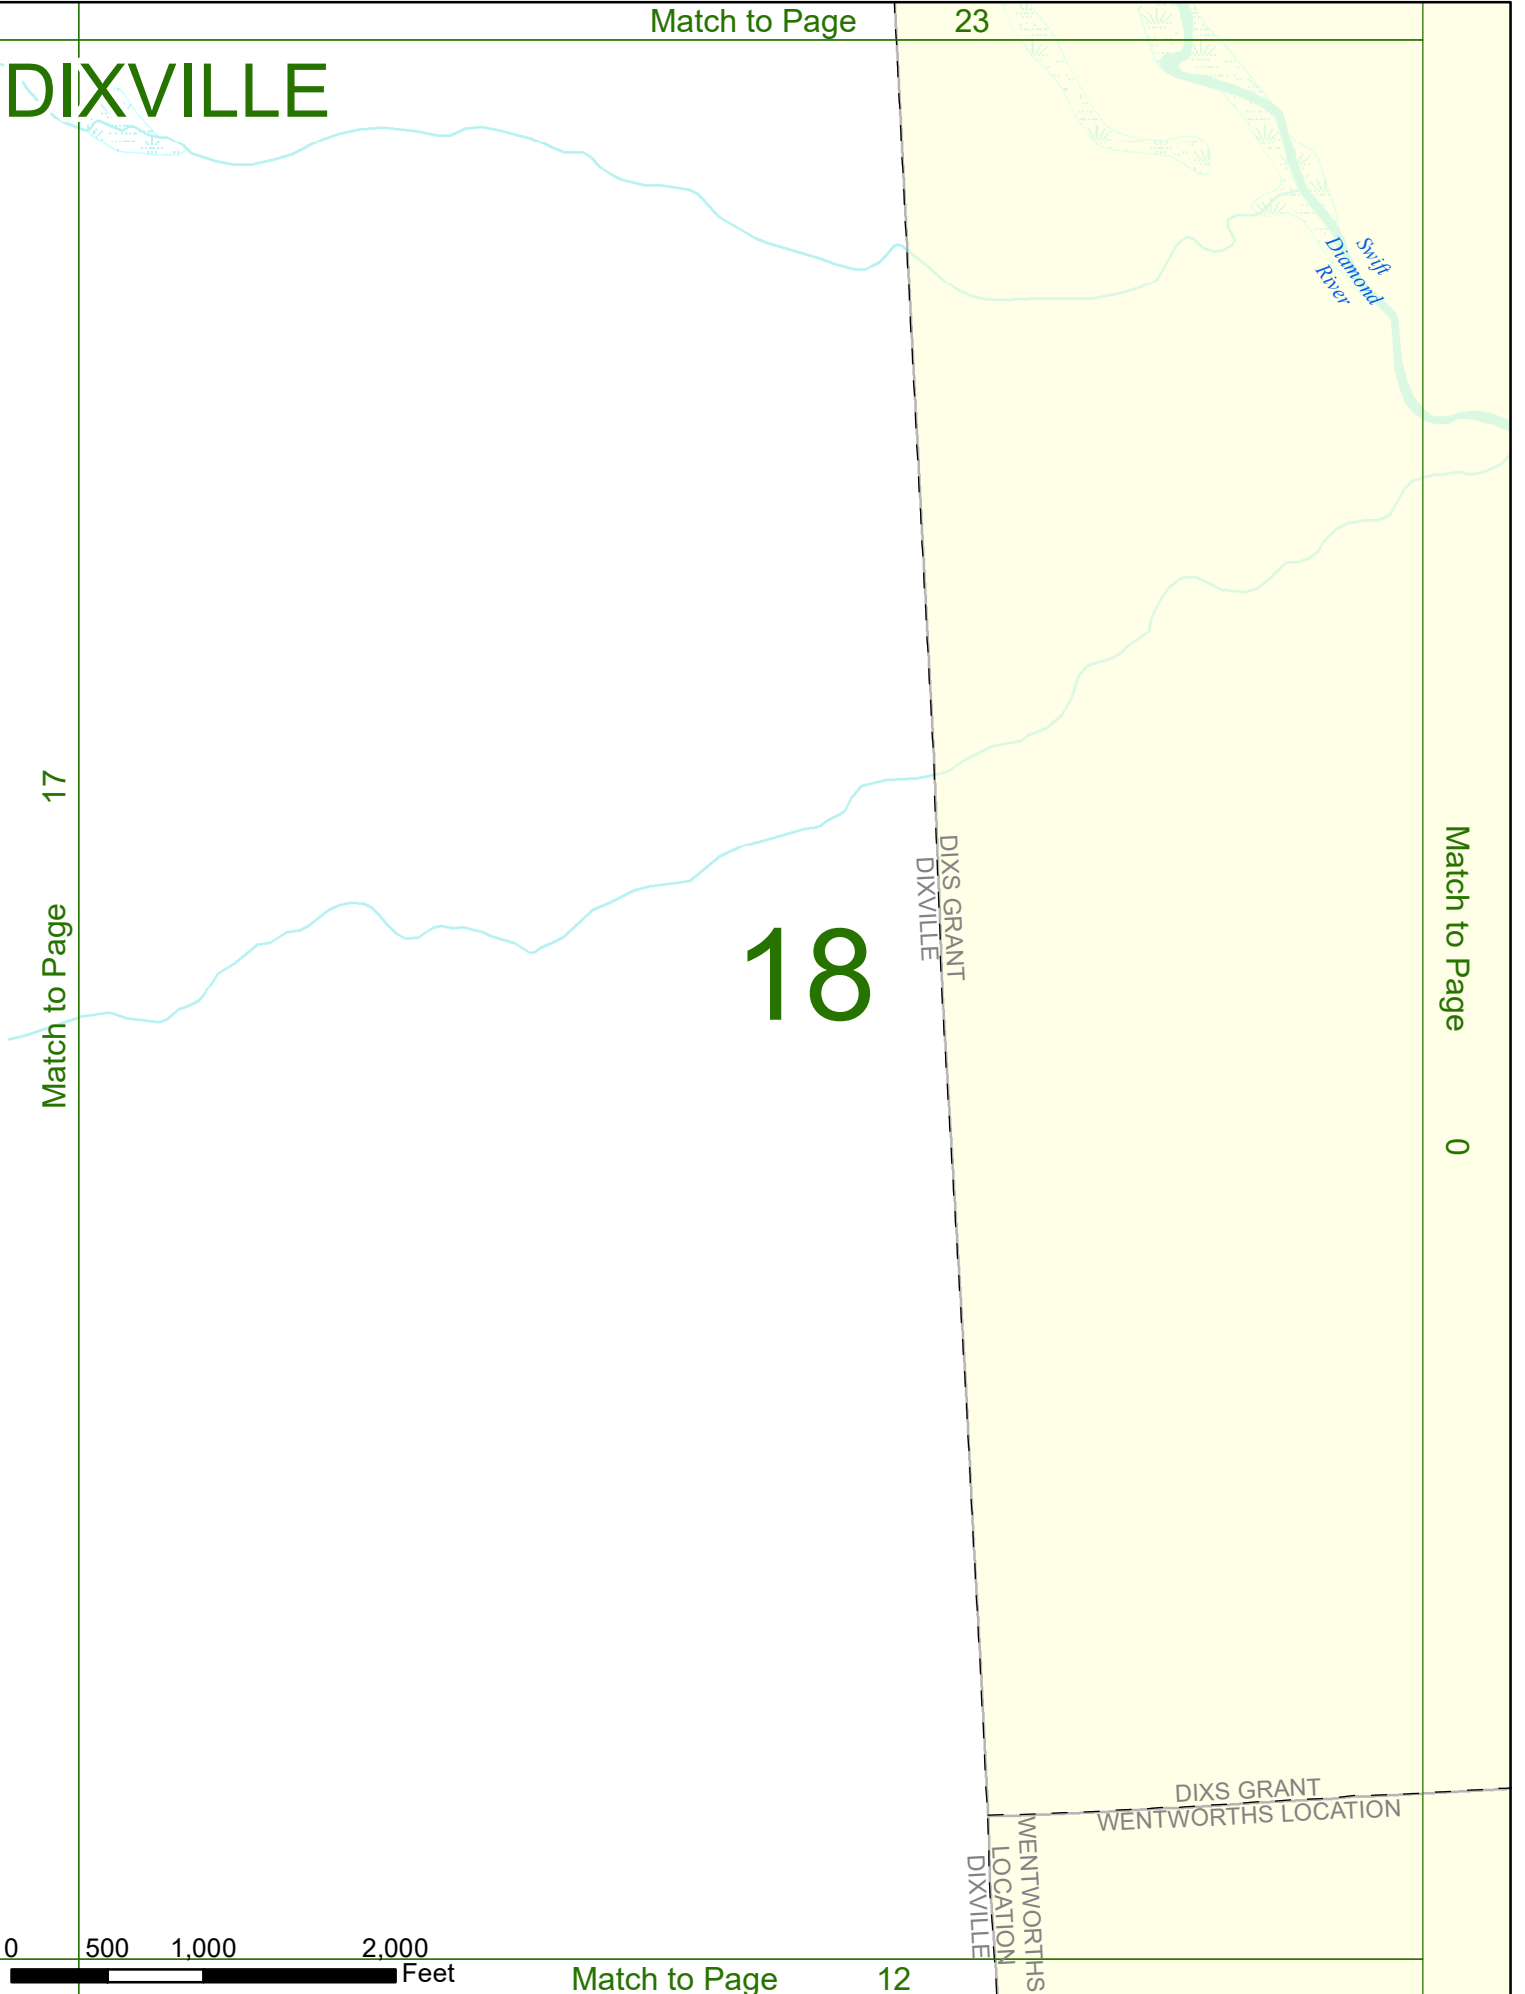 Match to Page 23
DIXVILLE
Swift
Diamond
River
Match to Page 17
DIXS GRANT
DIXVILLE
18
Match to Page 0
DIXS GRANT
WENTWORTHS LOCATION
WENTWORTHS
LOCATION
DIXVILLE
0 500 1,000 2,000
Feet
Match to Page 12